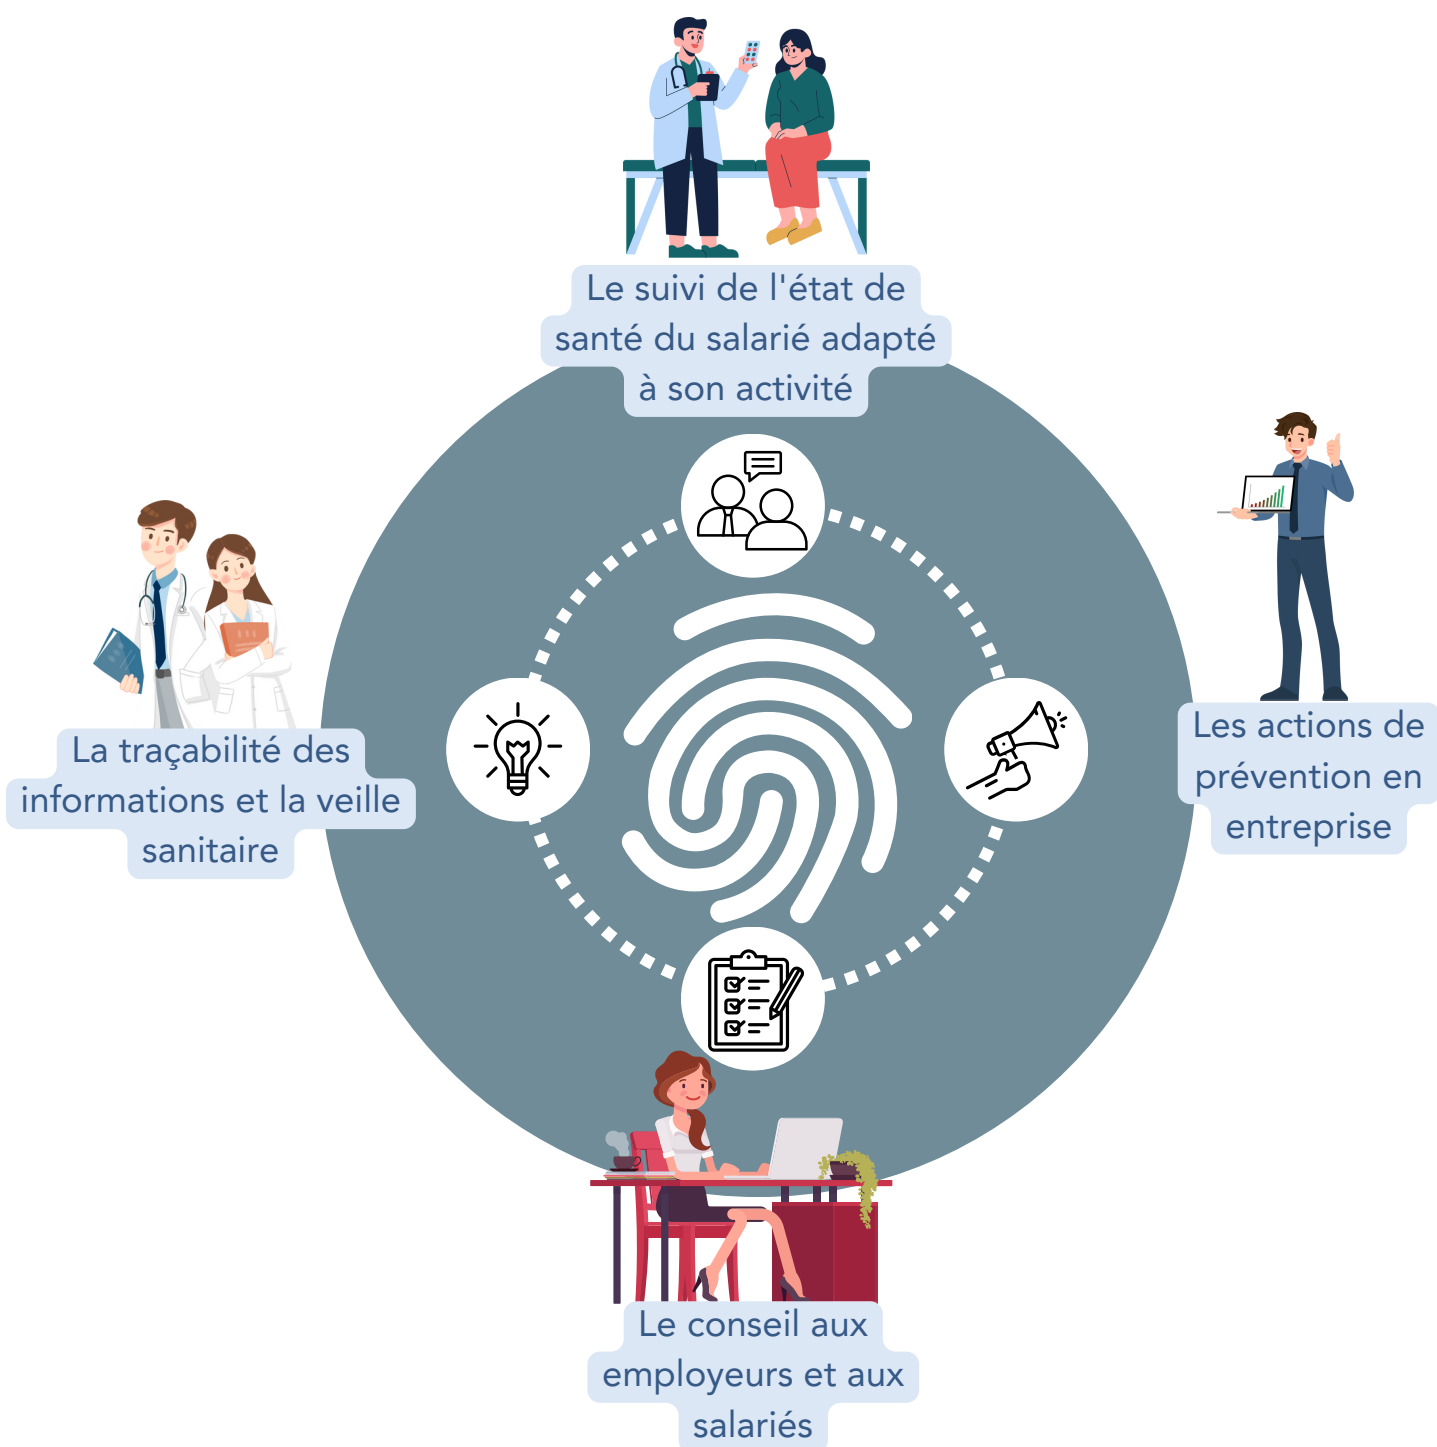 Le suivi de l'état de
santé du salarié adapté
à son activité
La traçabilité des
informations et la veille
sanitaire
Les actions de
prévention en
entreprise
Le conseil aux
employeurs et aux
salariés